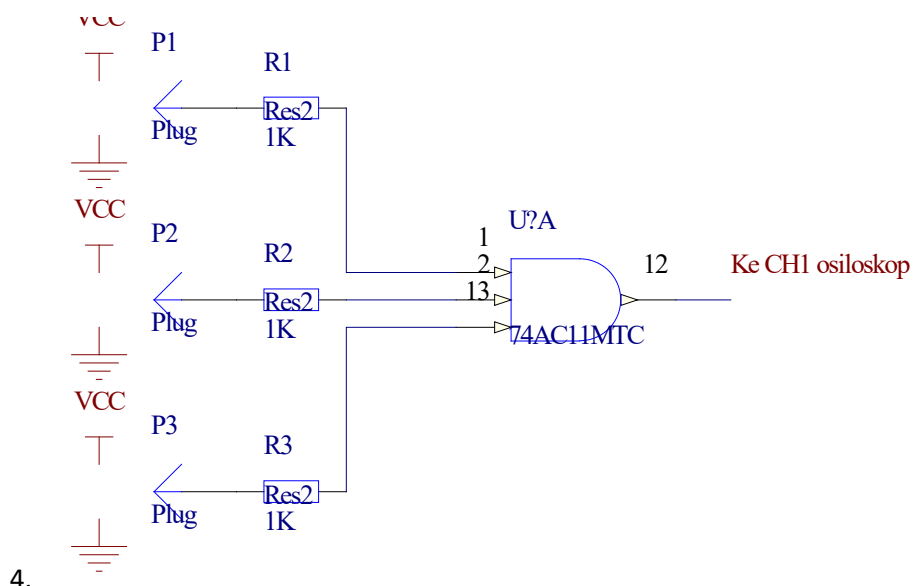 VCC
P1
R1
Res2
Plug
1K
VCC
P2
R2
U?A
1
2
13
12
Ke CH1 osiloskop
Res2
Plug
1K
74AC11MTC
VCC
P3
R3
Res2
Plug
1K
4.